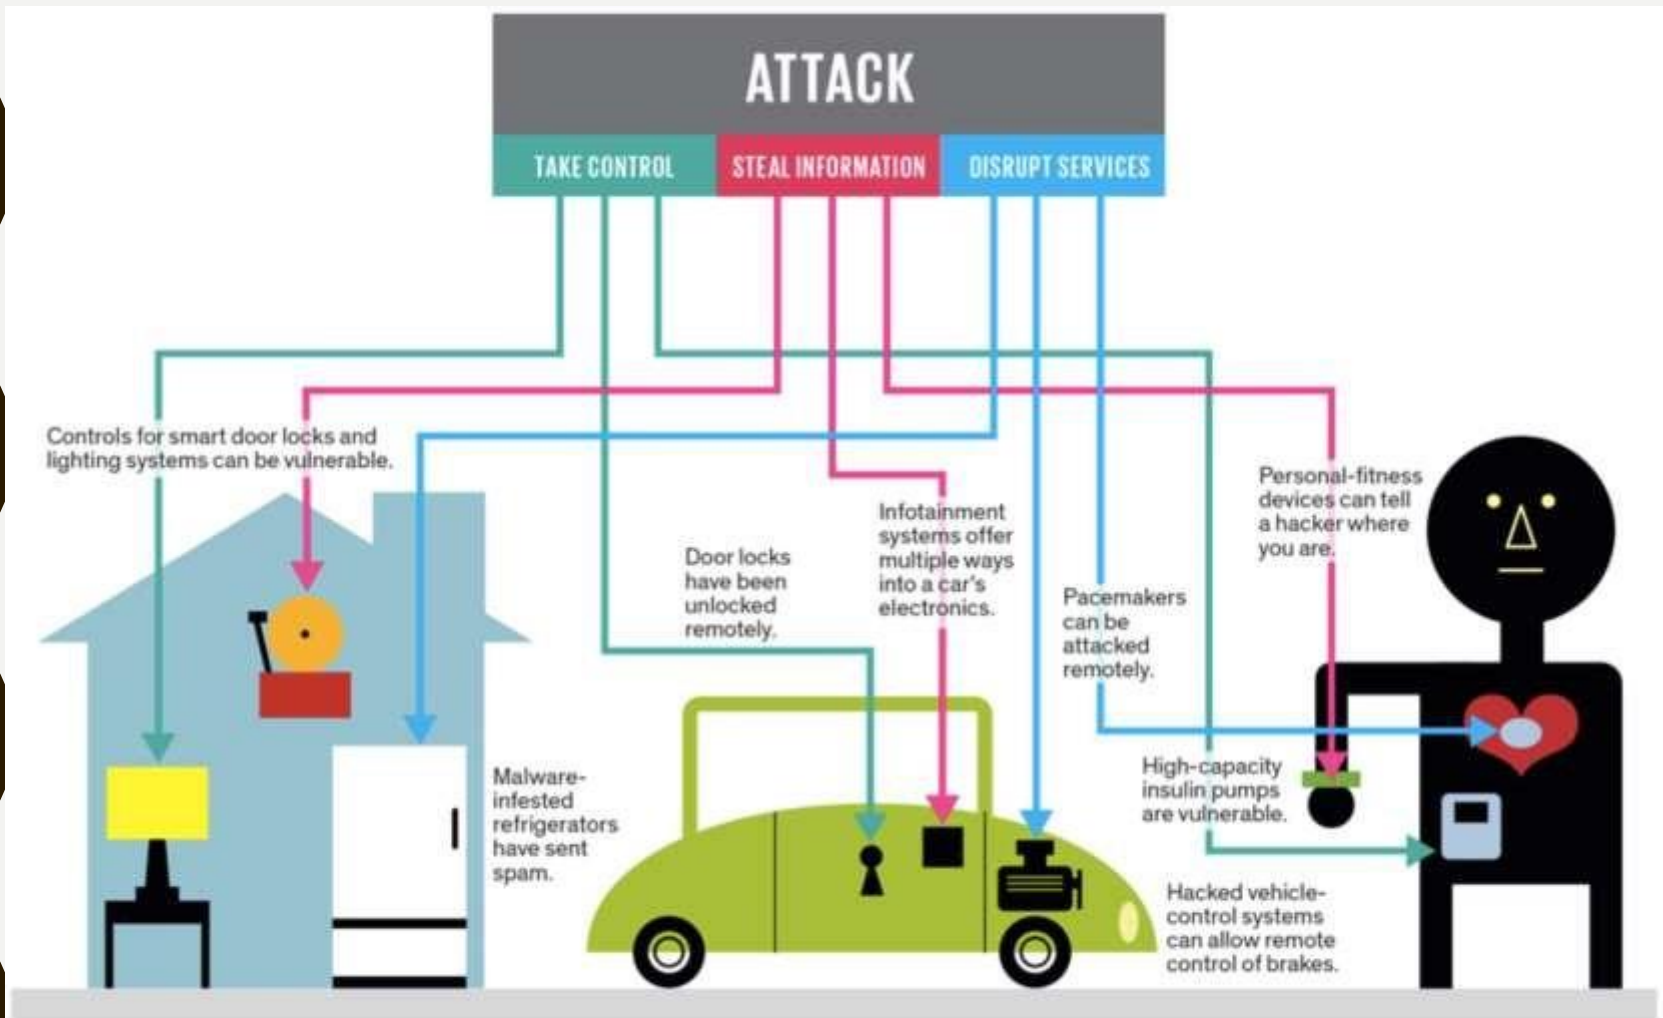 ATTACK
TAKE CONTROL
STEAL INFORMATION
DISRUPT SERVICES
Controls for smart door locks and
lighting systems can be vulnerable.
Malware-
infested
refrigerators
have sent
spam.
Door locks
have been
unlocked
remotely.
Infotainment
systems offer
multiple ways
into a car's
electronics.
Pacemakers
can be
attacked
remotely.
Personal-fitness
devices can tell
a hacker where
you are.
High-capacity
insulin pumps
are vulnerable.
Hacked vehicle-
control systems
can allow remote
control of brakes.